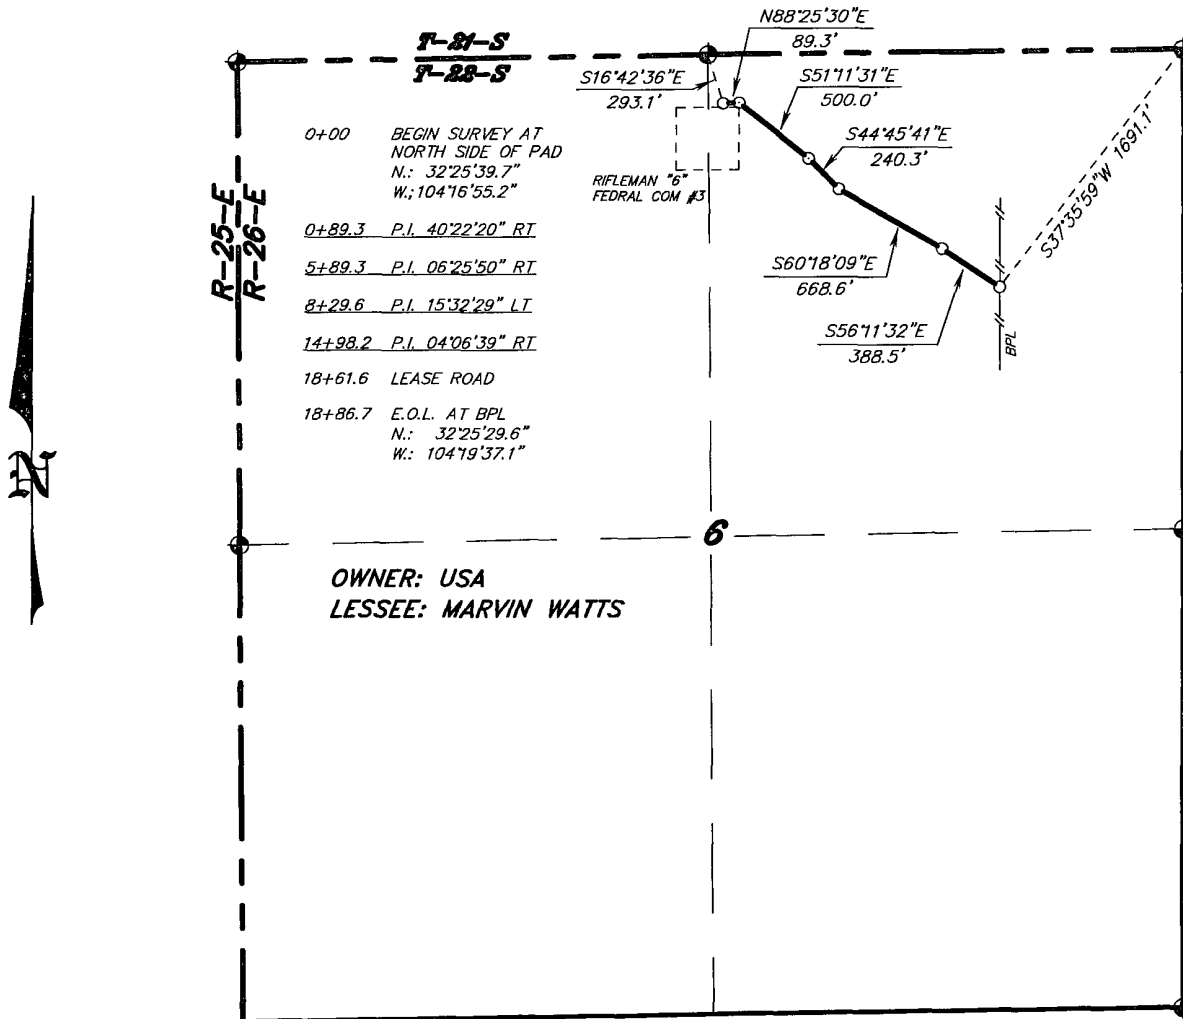 T-21-S
T-22-S
N88°25'30"E
89.3'
S16°42'36"E
293.1'
S51°11'31"E
500.0'
S44°45'41"E
240.3'
S37°35'59"W 1691.1'
0+00 BEGIN SURVEY AT
NORTH SIDE OF PAD
N.: 32°25'39.7"
W.; 104°16'55.2"
RIFLEMAN "6"
FEDRAL COM #3
R-25-E
R-26-E
0+89.3 P.I. 40°22'20" RT
5+89.3 P.I. 06°25'50" RT
8+29.6 P.I. 15°32'29" LT
14+98.2 P.I. 04°06'39" RT
18+61.6 LEASE ROAD
18+86.7 E.O.L. AT BPL
N.: 32°25'29.6"
W.: 104°19'37.1"
S60°18'09"E
668.6'
S56°11'32"E
388.5'
BPL
N
6
OWNER: USA
LESSEE: MARVIN WATTS